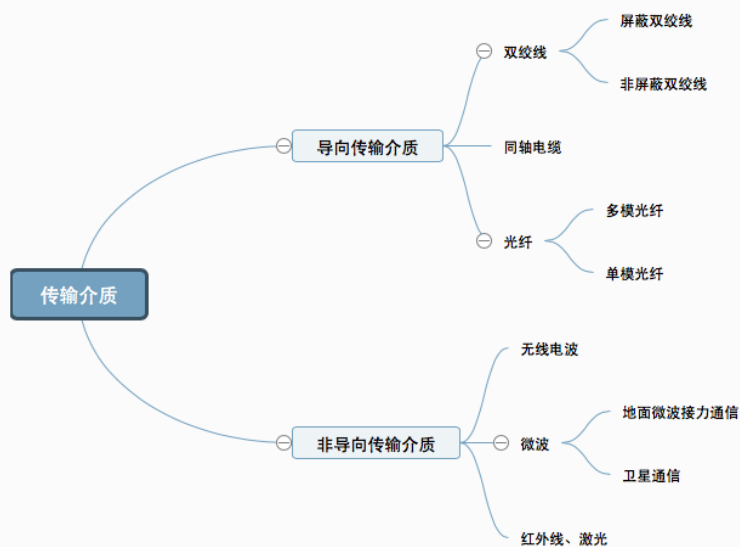 传输介质
导向传输介质
双绞线
屏蔽双绞线
非屏蔽双绞线
同轴电缆
光纤
多模光纤
单模光纤
非导向传输介质
无线电波
微波
地面微波接力通信
卫星通信
红外线、激光